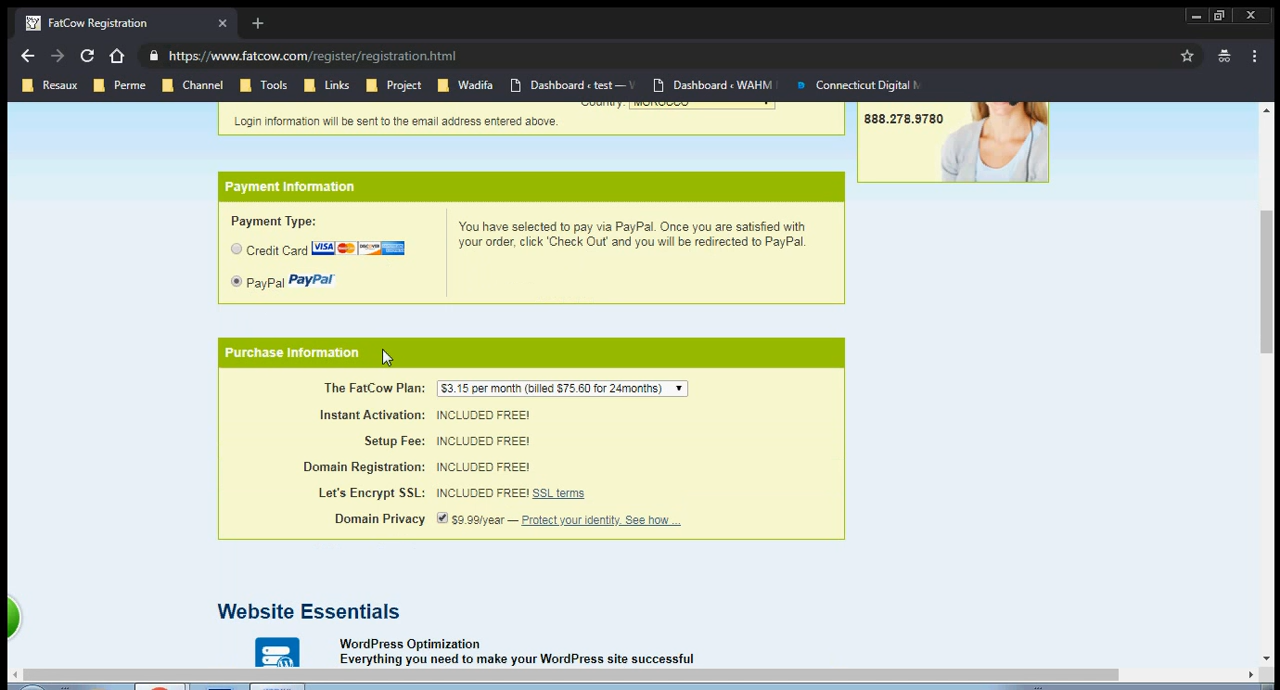 FatCow Registration
https://www.fatcow.com/register/registration.html
Resaux Perme Channel Tools Links Project Wadifa Dashboard ‹ test — Dashboard ‹ WAHM Connecticut Digital
Country: MOROCCO
Login information will be sent to the email address entered above.
888.278.9780
Payment Information
Payment Type:
Credit Card VISA DISCOVER
PayPal PayPal
You have selected to pay via PayPal. Once you are satisfied with
your order, click 'Check Out' and you will be redirected to PayPal.
Purchase Information
The FatCow Plan: $3.15 per month (billed $75.60 for 24months)
Instant Activation: INCLUDED FREE!
Setup Fee: INCLUDED FREE!
Domain Registration: INCLUDED FREE!
Let's Encrypt SSL: INCLUDED FREE! SSL terms
Domain Privacy $9.99/year — Protect your identity. See how ...
Website Essentials
WordPress Optimization
Everything you need to make your WordPress site successful